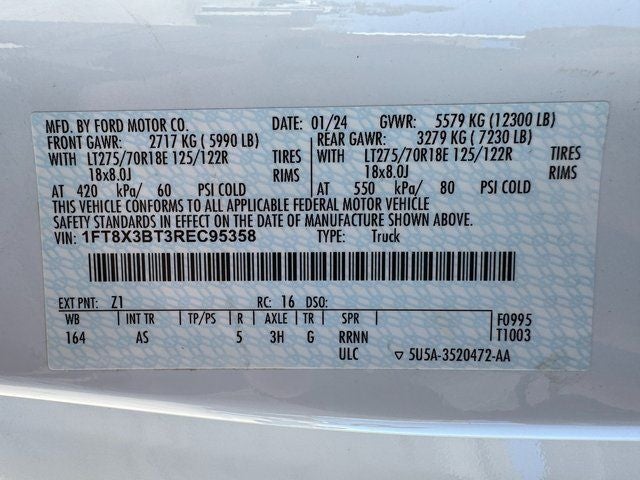 MFD. BY FORD MOTOR CO. DATE: 01/24 GVWR: 5579 KG (12300 LB)
FRONT GAWR: 2717 KG ( 5990 LB) REAR GAWR: 3279 KG ( 7230 LB)
WITH LT275/70R18E 125/122R TIRES WITH LT275/70R18E 125/122R TIRES
18x8.0J RIMS 18x8.0J RIMS
AT 420 kPa/ 60 PSI COLD AT 550 kPa/ 80 PSI COLD
THIS VEHICLE CONFORMS TO ALL APPLICABLE FEDERAL MOTOR VEHICLE
SAFETY STANDARDS IN EFFECT ON THE DATE OF MANUFACTURE SHOWN ABOVE.
VIN: 1FT8X3BT3REC95358 TYPE: Truck
EXT PNT: Z1 RC: 16 DSO:
WB INT TR TP/PS R AXLE TR SPR F0995
164 AS 5 3H G RRNN T1003
ULC 5U5A-3520472-AA